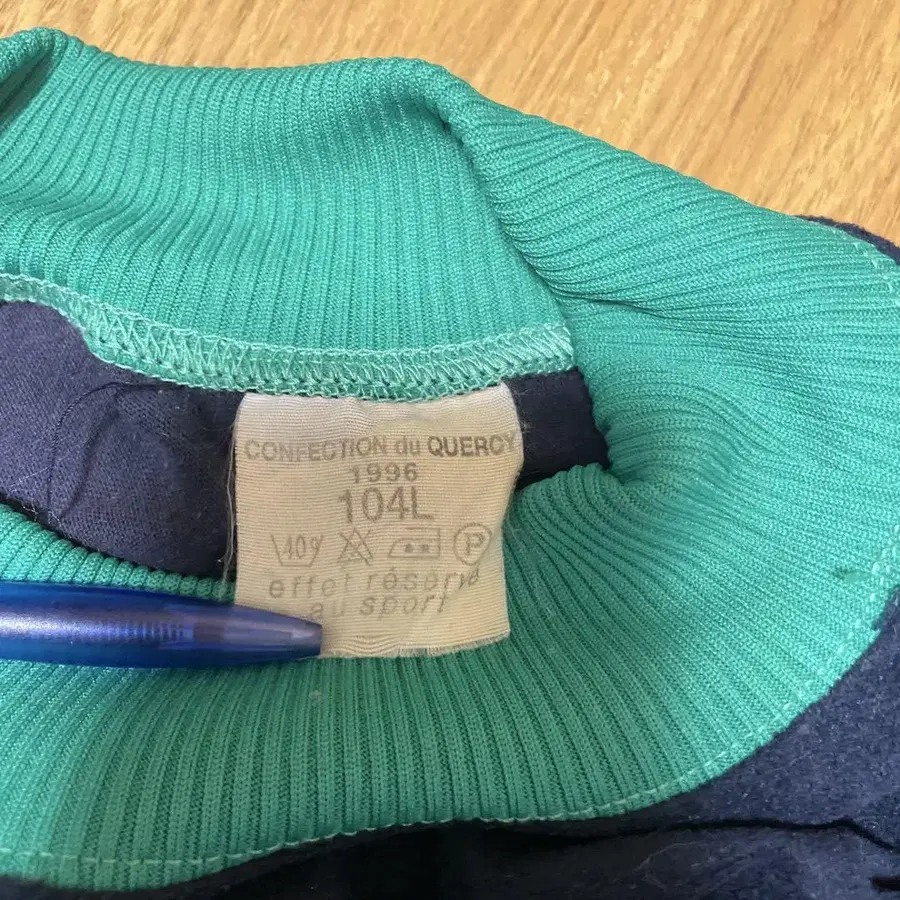 CONFECTION du QUERCY
1996
104L
40° P
effet réservé
au sport